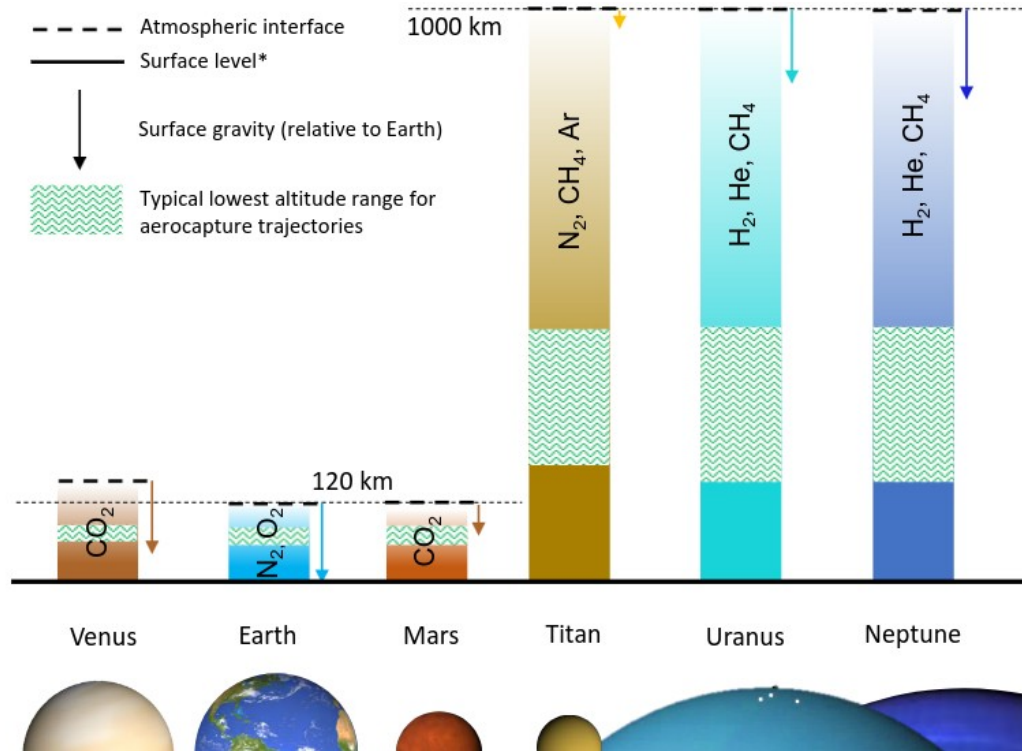 Atmospheric interface
1000 km
Surface level*
Surface gravity (relative to Earth)
Typical lowest altitude range for
aerocapture trajectories
N₂, CH₄, Ar
H₂, He, CH₄
H₂, He, CH₄
120 km
CO₂
N₂, O₂
CO₂
Venus
Earth
Mars
Titan
Uranus
Neptune